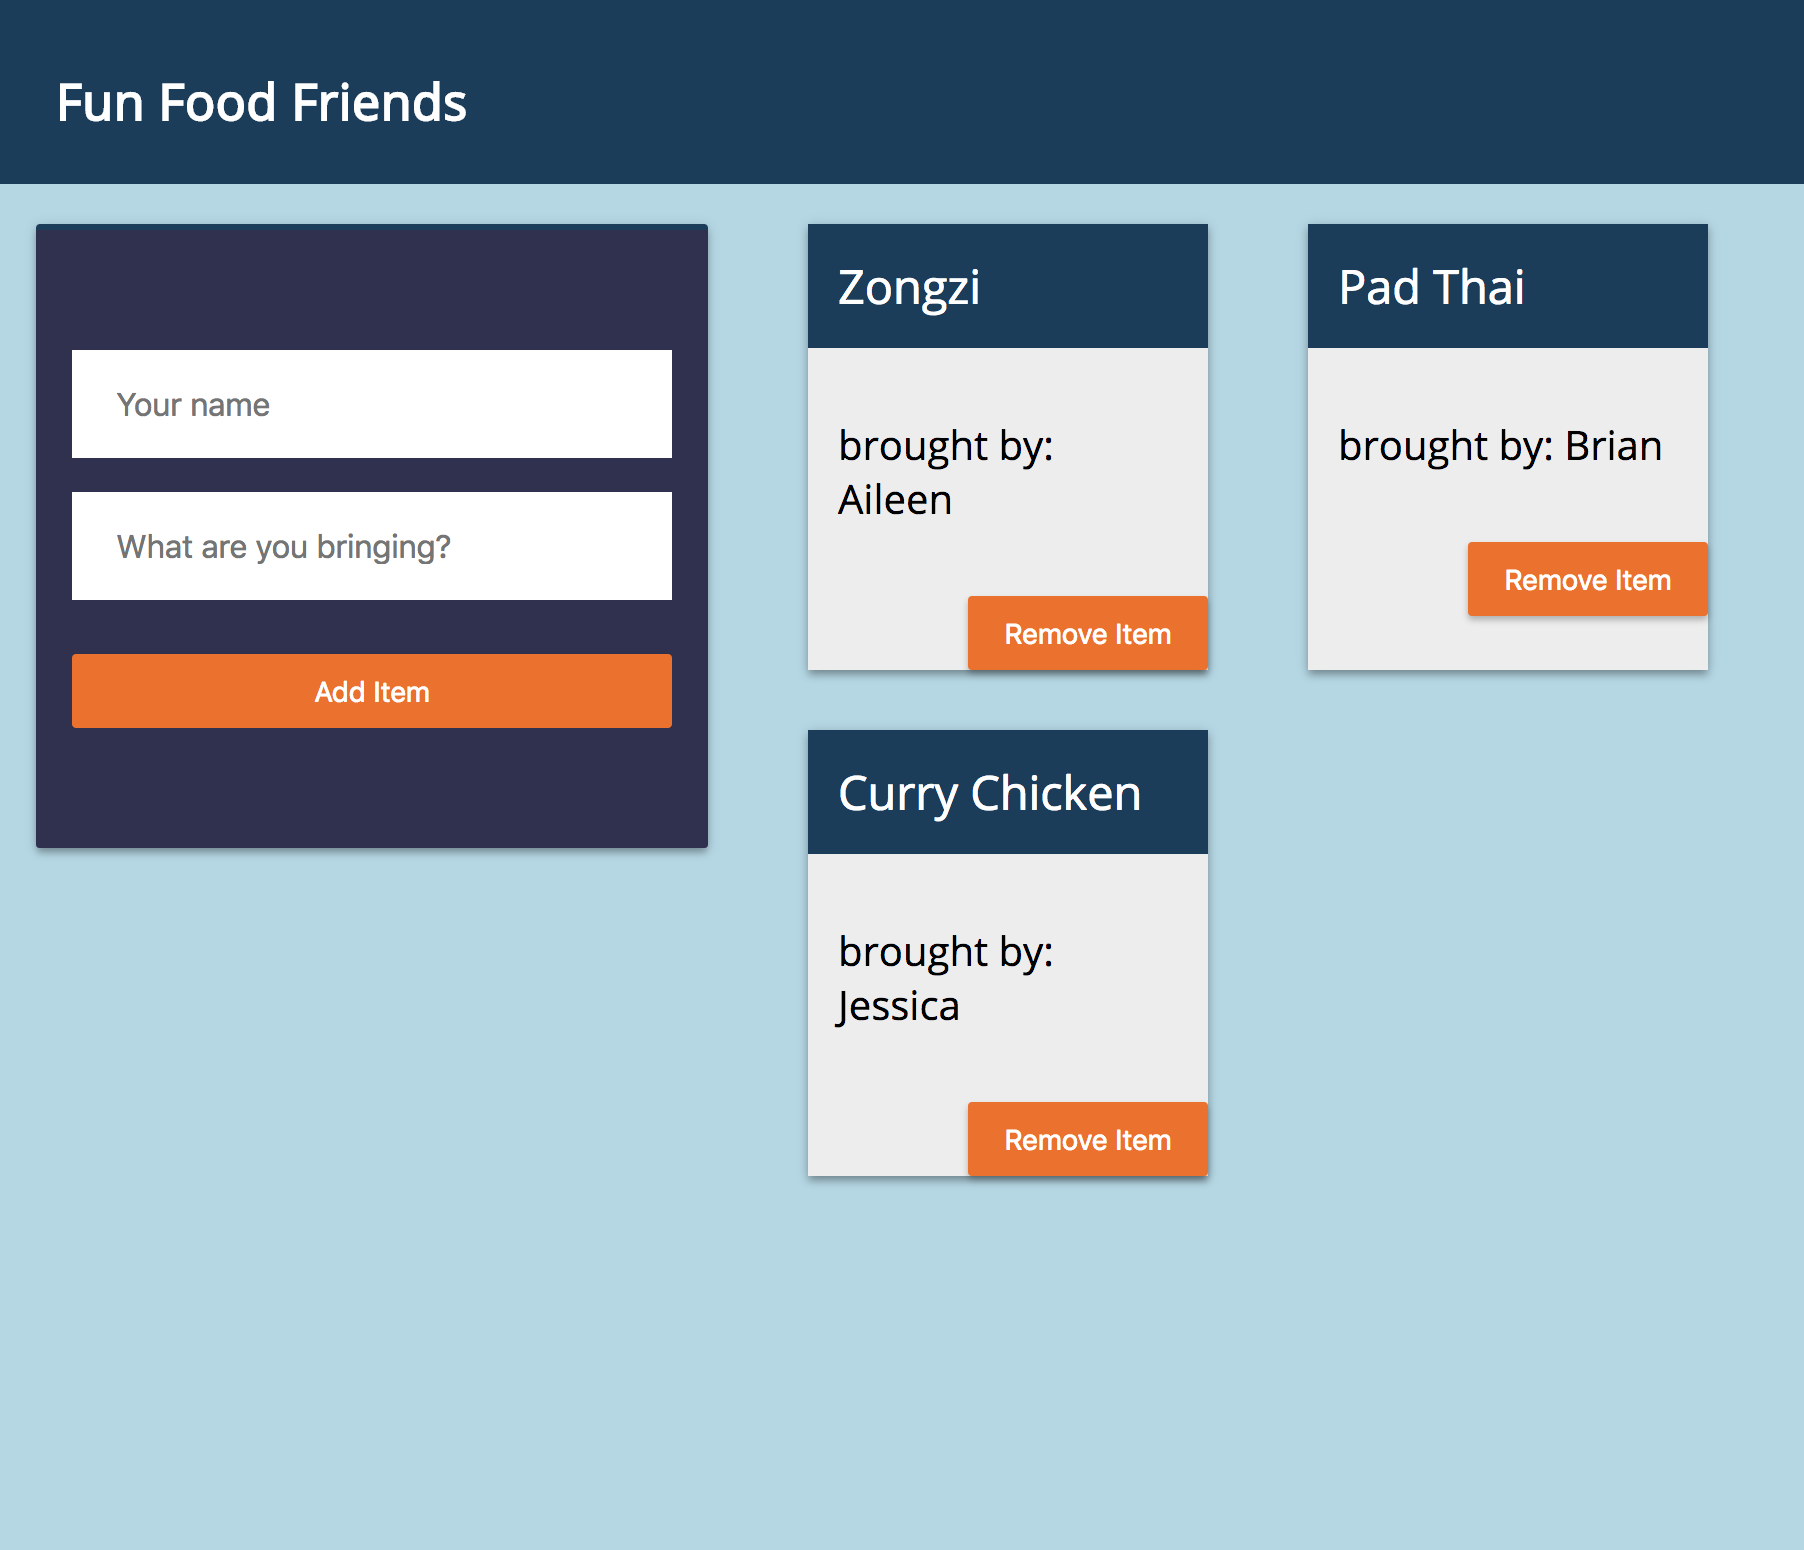 Fun Food Friends
Your name
What are you bringing?
Add Item
Zongzi
brought by:
Aileen
Remove Item
Pad Thai
brought by: Brian
Remove Item
Curry Chicken
brought by:
Jessica
Remove Item